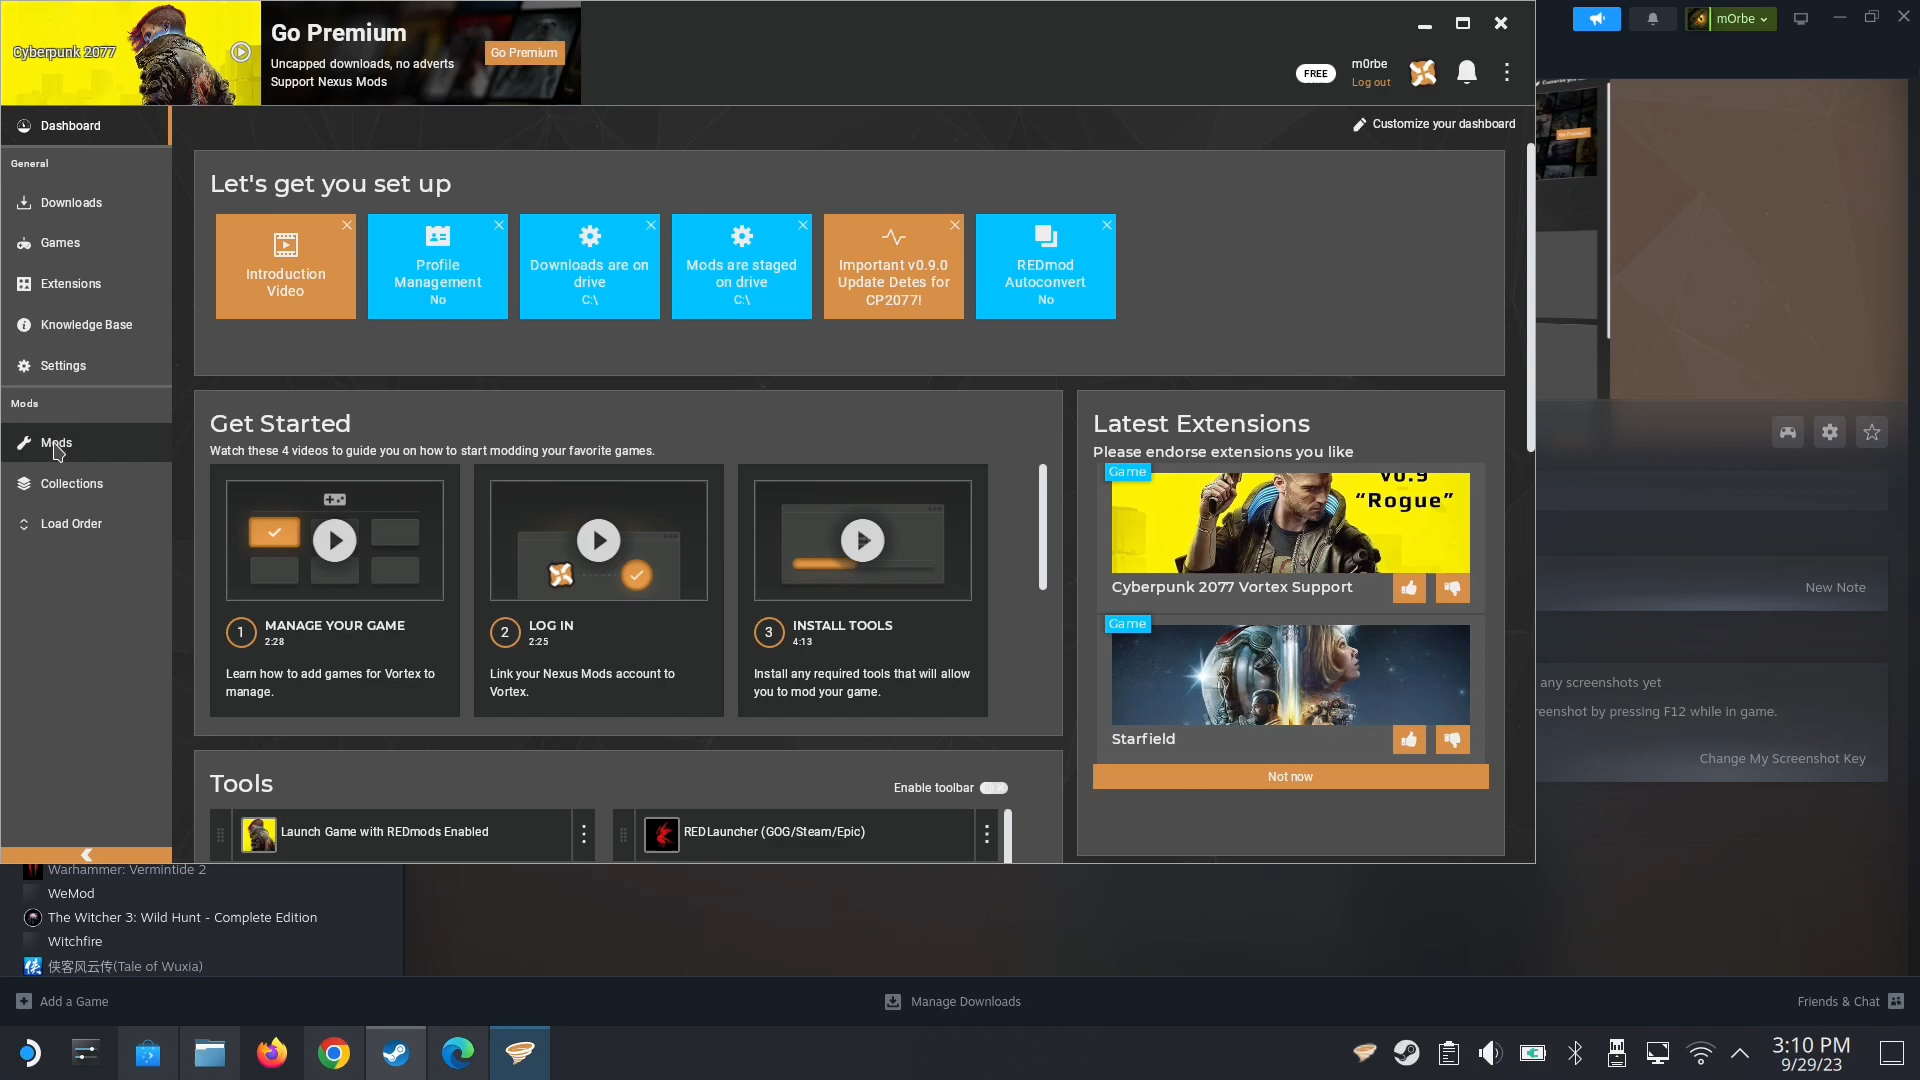 Cyberpunk 2077
Go Premium
Uncapped downloads, no adverts
Support Nexus Mods
Go Premium
FREE
m0rbe
Log out
mOrbe
Dashboard
General
Downloads
Games
Extensions
Knowledge Base
Settings
Mods
Mods
Collections
Load Order
Customize your dashboard
Let's get you set up
Introduction
Video
Profile
Management
No
Downloads are on
drive
C:\
Mods are staged
on drive
C:\
Important v0.9.0
Update Detes for
CP2077!
REDmod
Autoconvert
No
Get Started
Watch these 4 videos to guide you on how to start modding your favorite games.
1
MANAGE YOUR GAME
2:28
Learn how to add games for Vortex to
manage.
2
LOG IN
2:25
Link your Nexus Mods account to
Vortex.
3
INSTALL TOOLS
4:13
Install any required tools that will allow
you to mod your game.
Latest Extensions
Please endorse extensions you like
Game
v0.9
“Rogue”
Cyberpunk 2077 Vortex Support
Game
Starfield
Not now
Tools
Enable toolbar
Launch Game with REDmods Enabled
REDLauncher (GOG/Steam/Epic)
New Note
any screenshots yet
eenshot by pressing F12 while in game.
Change My Screenshot Key
Warhammer: Vermintide 2
WeMod
The Witcher 3: Wild Hunt - Complete Edition
Witchfire
侠客风云传(Tale of Wuxia)
Add a Game
Manage Downloads
Friends & Chat
3:10 PM
9/29/23